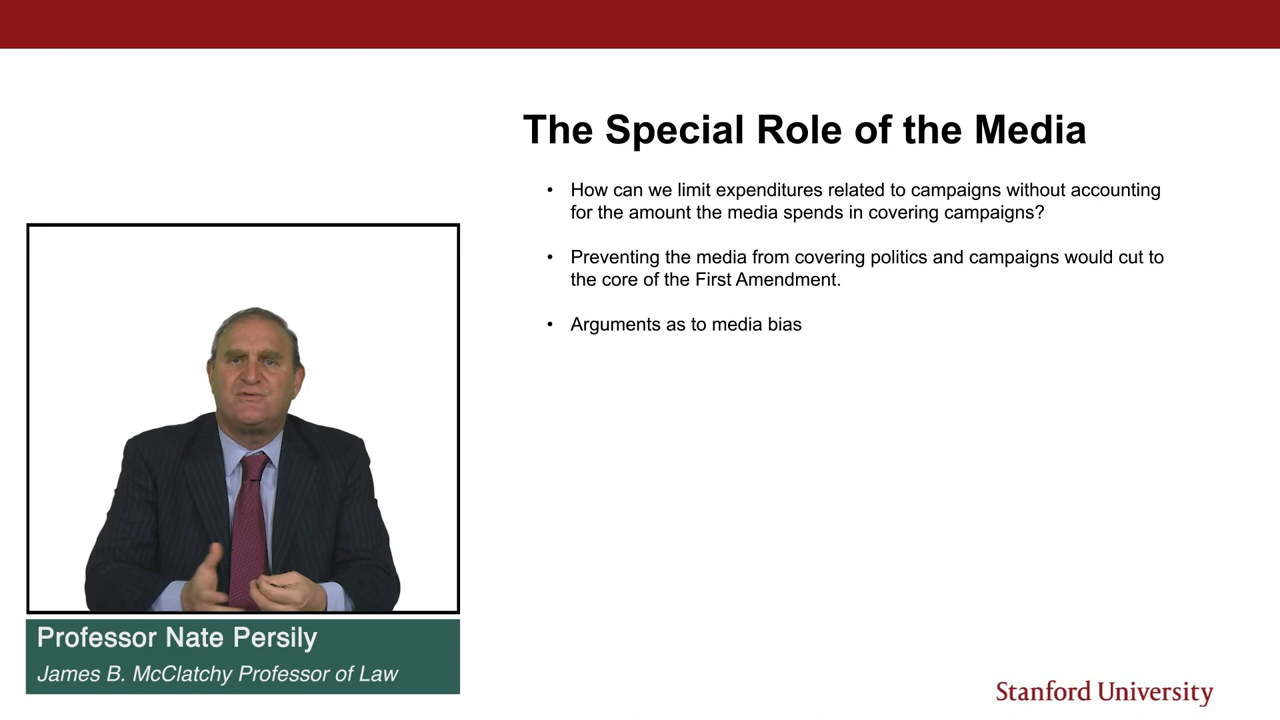 The Special Role of the Media
• How can we limit expenditures related to campaigns without accounting
for the amount the media spends in covering campaigns?
• Preventing the media from covering politics and campaigns would cut to
the core of the First Amendment.
• Arguments as to media bias
Professor Nate Persily
James B. McClatchy Professor of Law
Stanford University